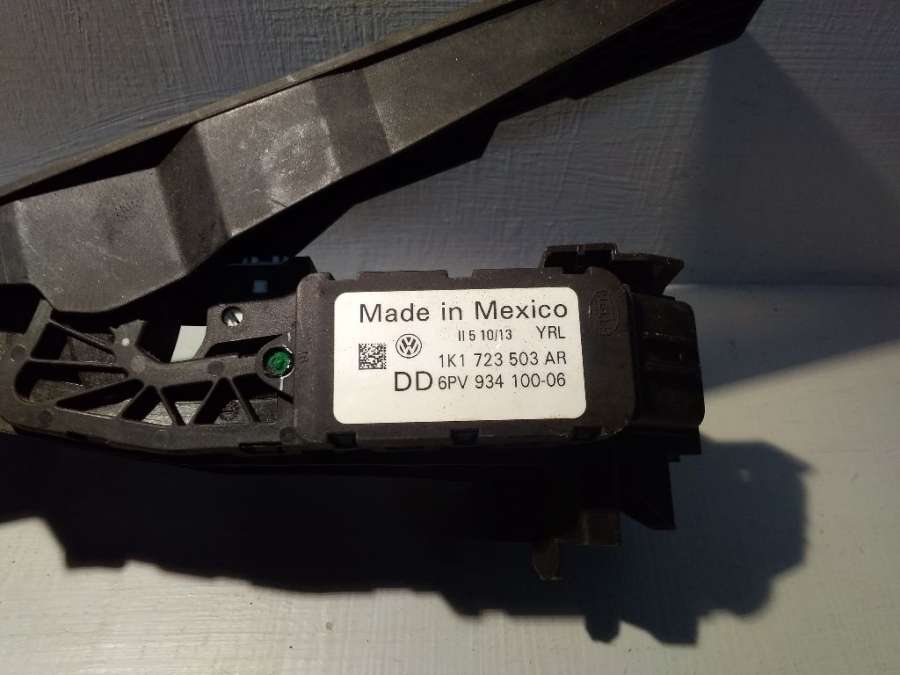 Made in Mexico
II 5 10/13 YRL
1K1 723 503 AR
DD 6PV 934 100-06